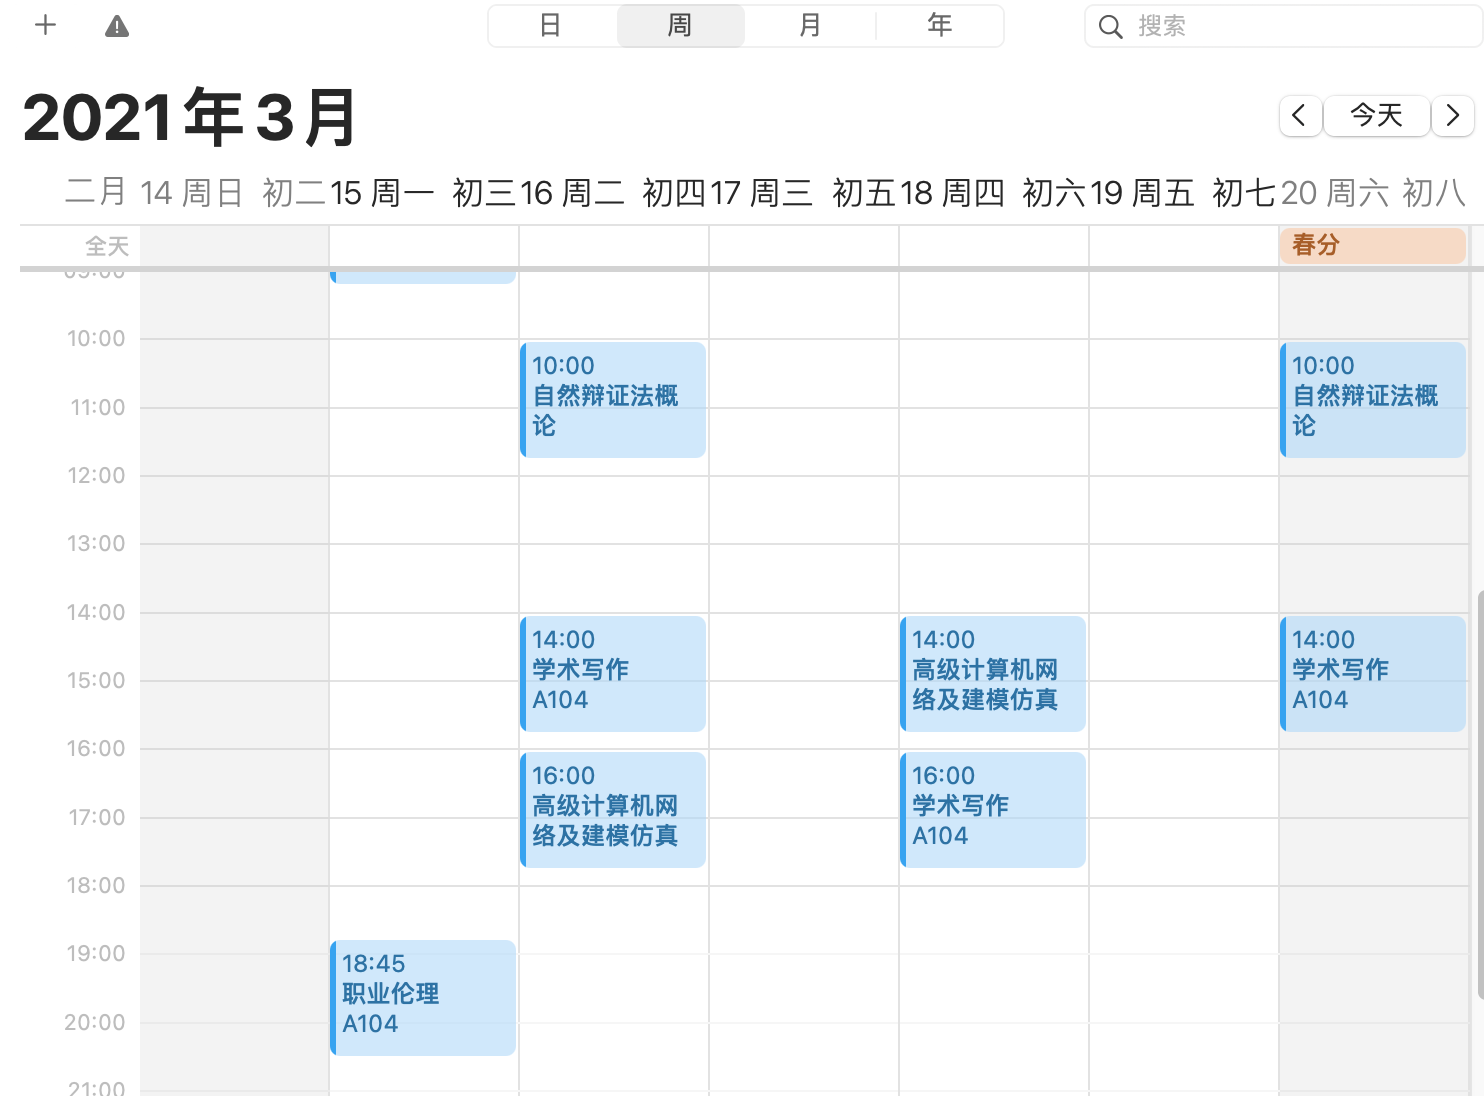 日 周 月 年 搜索
2021年3月
今天
二月 14 周日 初二 15 周一 初三 16 周二 初四 17 周三 初五 18 周四 初六 19 周五 初七 20 周六 初八
全天 春分
09:00
10:00
11:00
12:00
13:00
14:00
15:00
16:00
17:00
18:00
19:00
20:00
21:00
18:45
职业伦理
A104
10:00
自然辩证法概
论
14:00
学术写作
A104
16:00
高级计算机网
络及建模仿真
14:00
高级计算机网
络及建模仿真
16:00
学术写作
A104
10:00
自然辩证法概
论
14:00
学术写作
A104